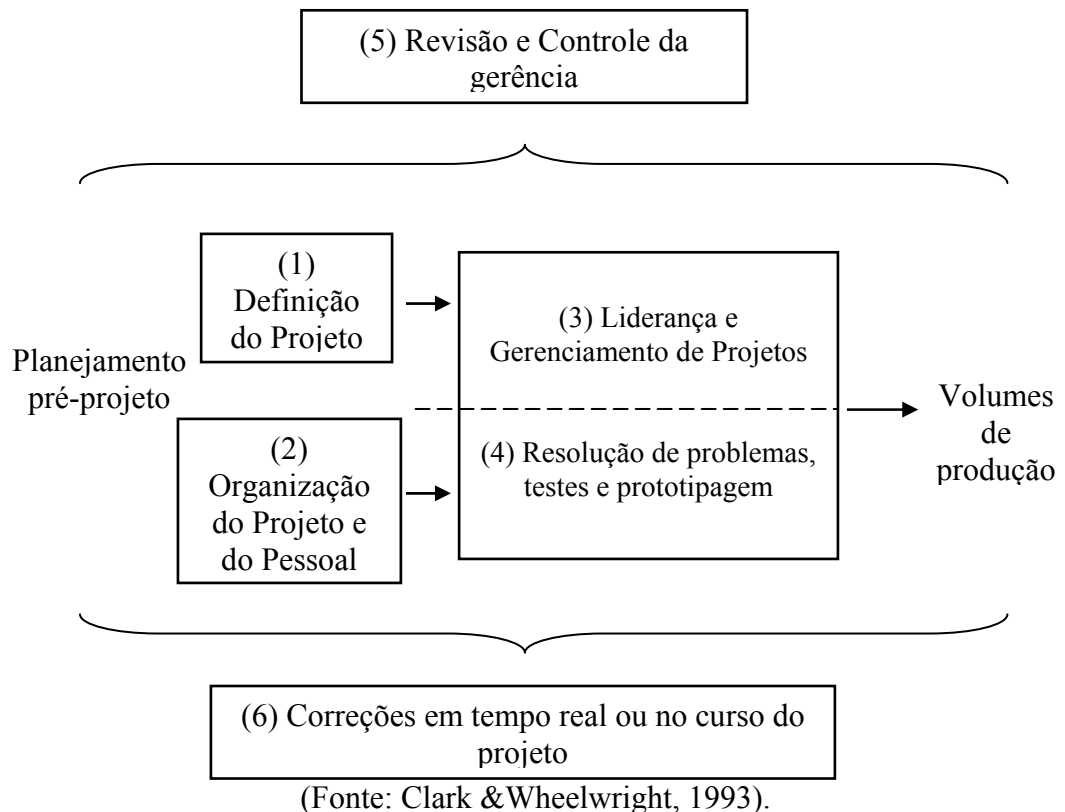 (5) Revisão e Controle da
gerência
(1)
Definição
do Projeto
Planejamento
pré-projeto
(2)
Organização
do Projeto e
do Pessoal
(3) Liderança e
Gerenciamento de Projetos
(4) Resolução de problemas,
testes e prototipagem
Volumes
de
produção
(6) Correções em tempo real ou no curso do
projeto
(Fonte: Clark &Wheelwright, 1993).